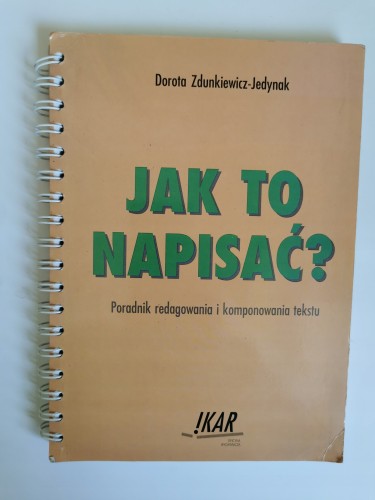 Dorota Zdunkiewicz-Jedynak
JAK TO
NAPISAĆ?
Poradnik redagowania i komponowania tekstu
!KAR